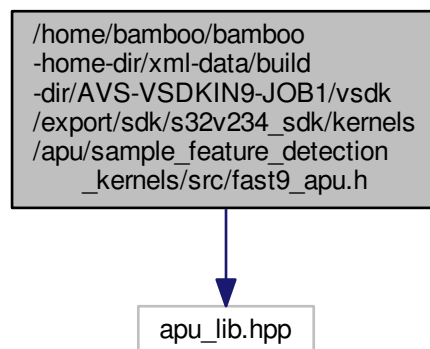 /home/bamboo/bamboo
-home-dir/xml-data/build
-dir/AVS-VSDKIN9-JOB1/vsdk
/export/sdk/s32v234_sdk/kernels
/apu/sample_feature_detection
_kernels/src/fast9_apu.h
apu_lib.hpp